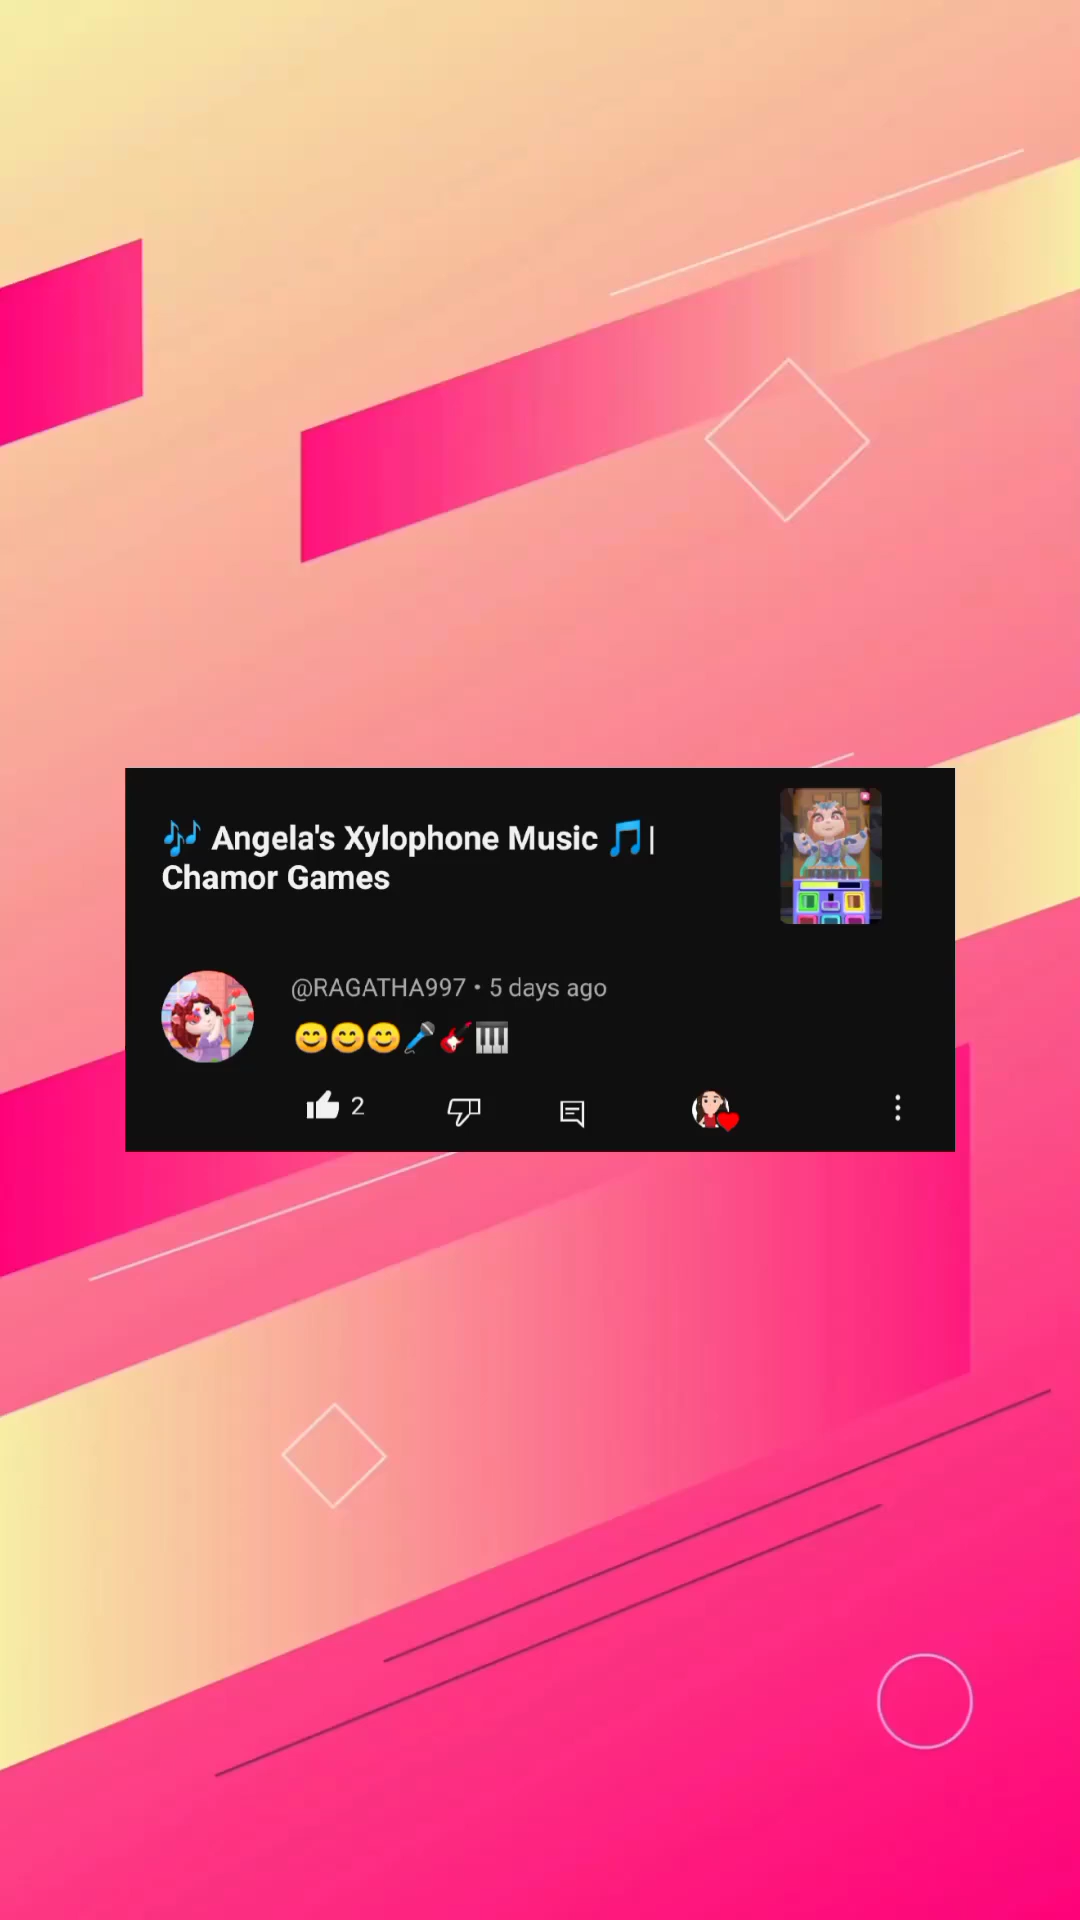 🎶 Angela's Xylophone Music 🎵|
Chamor Games
@RAGATHA997 • 5 days ago
😊😊😊🎤🎸🎹
2